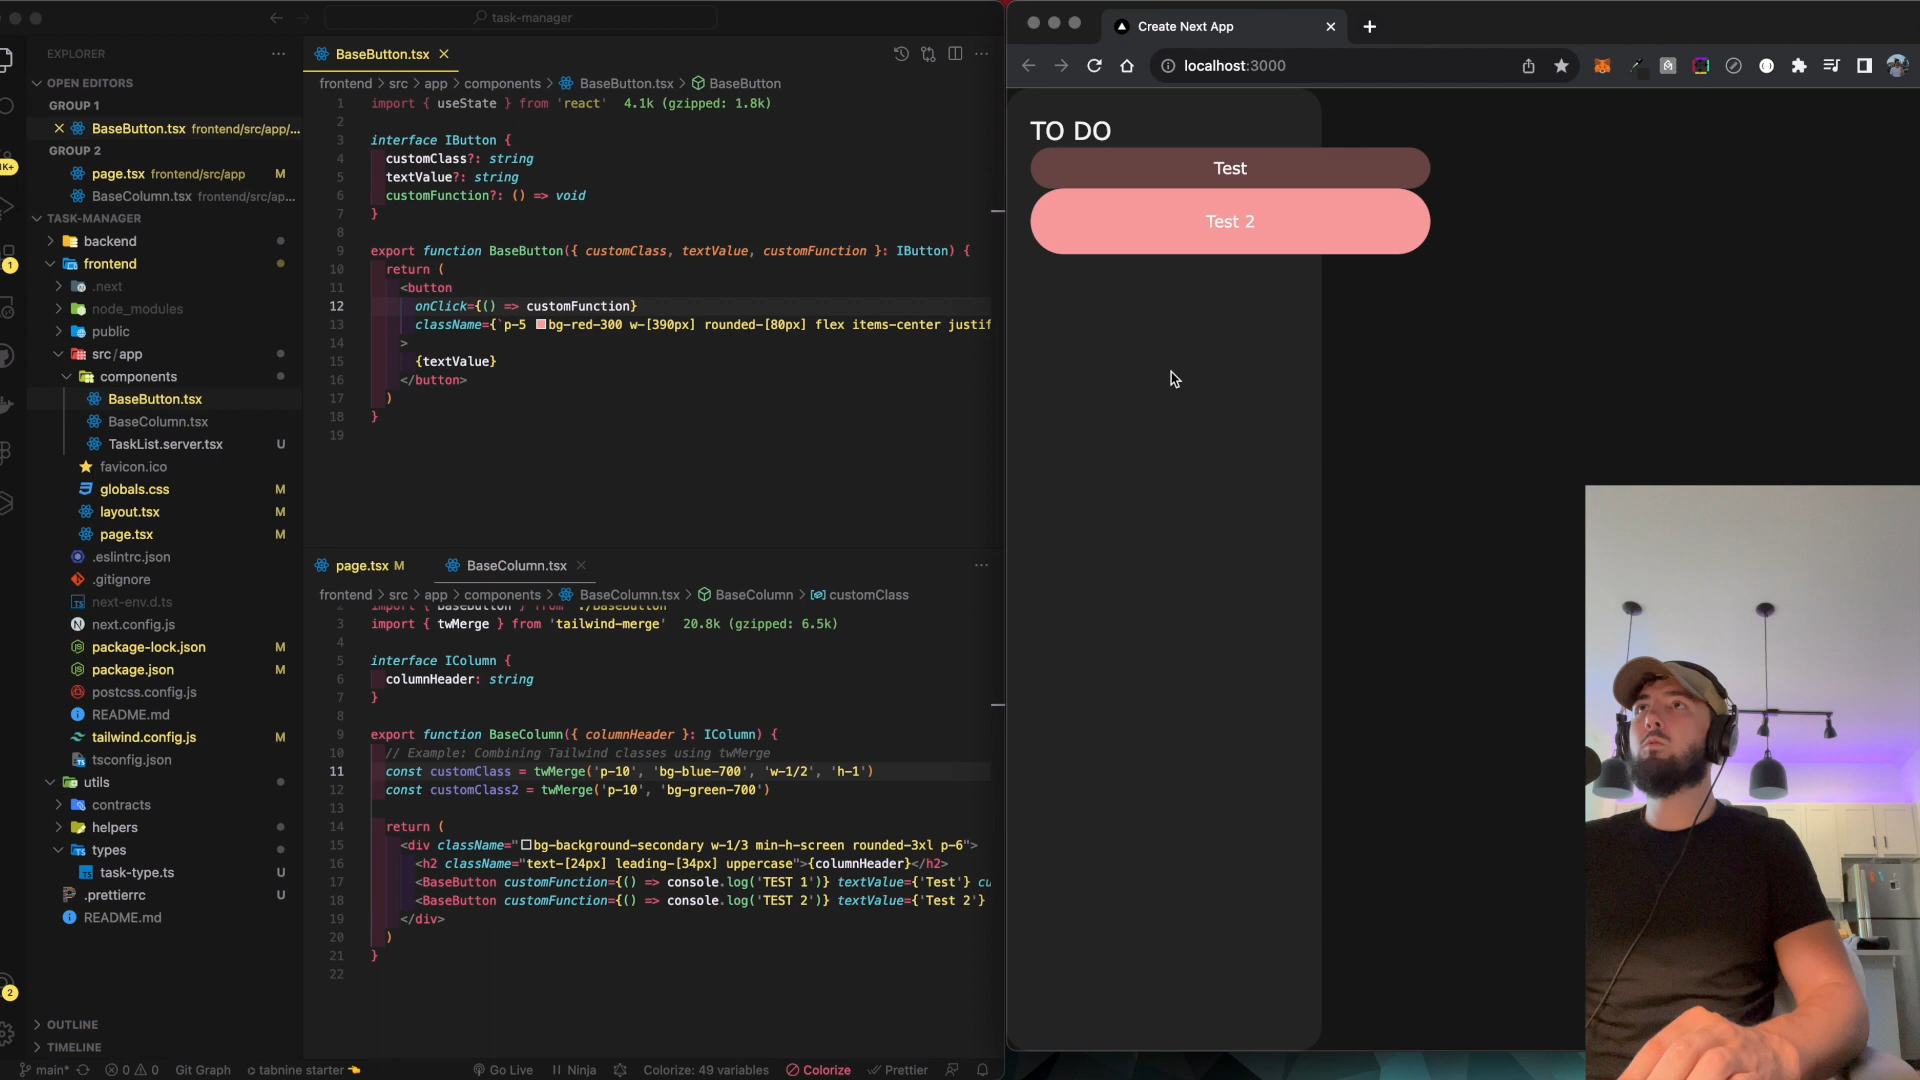 task-manager
EXPLORER
OPEN EDITORS
GROUP 1
BaseButton.tsx frontend/src/app/...
GROUP 2
page.tsx frontend/src/app M
BaseColumn.tsx frontend/src/ap...
TASK-MANAGER
backend
frontend
.next
node_modules
public
src/app
components
BaseButton.tsx
BaseColumn.tsx
TaskList.server.tsx U
favicon.ico
globals.css M
layout.tsx M
page.tsx M
.eslintrc.json
.gitignore
next-env.d.ts
next.config.js
package-lock.json M
package.json M
postcss.config.js
README.md
tailwind.config.js M
tsconfig.json
utils
contracts
helpers
types
task-type.ts U
.prettierrc U
README.md
OUTLINE
TIMELINE
1K+
1
2
BaseButton.tsx
frontend > src > app > components > BaseButton.tsx > BaseButton
1 import { useState } from 'react' 4.1k (gzipped: 1.8k)
2
3 interface IButton {
4 customClass?: string
5 textValue?: string
6 customFunction?: () => void
7 }
8
9 export function BaseButton({ customClass, textValue, customFunction }: IButton) {
10 return (
11 <button
12 onClick={() => customFunction}
13 className={`p-5 bg-red-300 w-[390px] rounded-[80px] flex items-center justif
14 >
15 {textValue}
16 </button>
17 )
18 }
19
page.tsx M BaseColumn.tsx
frontend > src > app > components > BaseColumn.tsx > BaseColumn > customClass
2 import { BaseButton } from './BaseButton'
3 import { twMerge } from 'tailwind-merge' 20.8k (gzipped: 6.5k)
4
5 interface IColumn {
6 columnHeader: string
7 }
8
9 export function BaseColumn({ columnHeader }: IColumn) {
10 // Example: Combining Tailwind classes using twMerge
11 const customClass = twMerge('p-10', 'bg-blue-700', 'w-1/2', 'h-1')
12 const customClass2 = twMerge('p-10', 'bg-green-700')
13
14 return (
15 <div className="bg-background-secondary w-1/3 min-h-screen rounded-3xl p-6">
16 <h2 className="text-[24px] leading-[34px] uppercase">{columnHeader}</h2>
17 <BaseButton customFunction={() => console.log('TEST 1')} textValue={'Test'} cu
18 <BaseButton customFunction={() => console.log('TEST 2')} textValue={'Test 2'}
19 </div>
20 )
21 }
22
main* 0 0 Git Graph tabnine starter Go Live Ninja Colorize: 49 variables Colorize Prettier
Create Next App
localhost:3000
TO DO
Test
Test 2